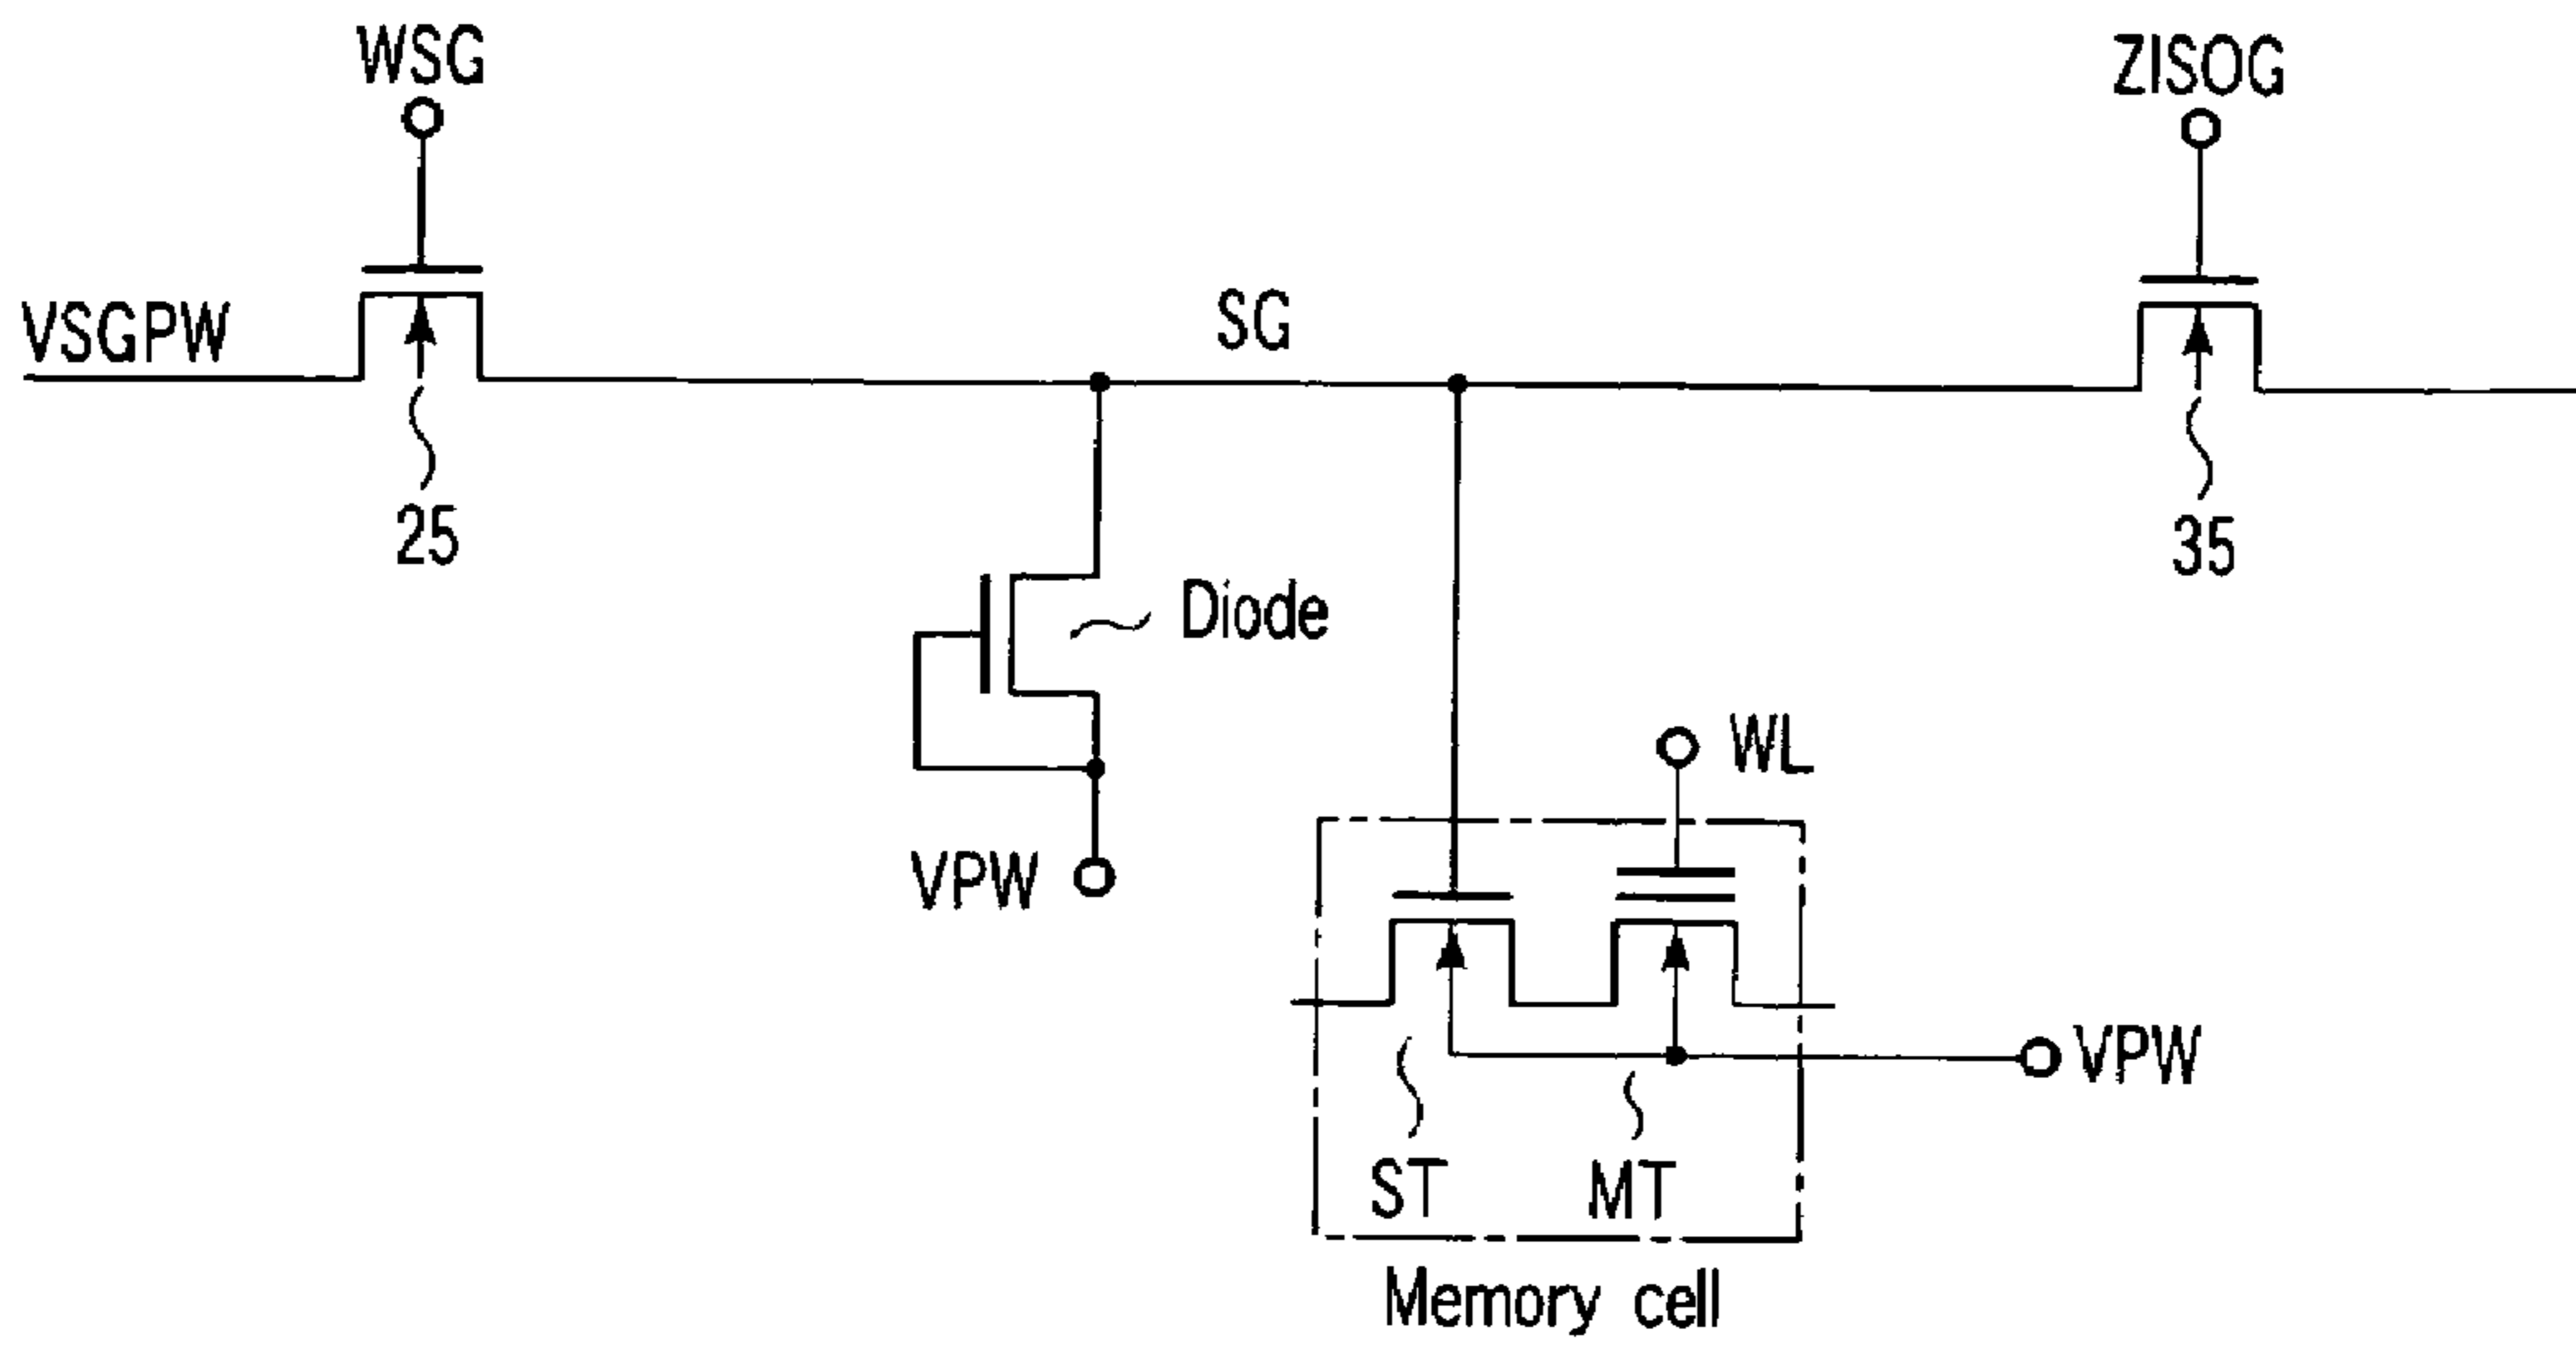 WSG
ZISOG
VSGPW
SG
25
35
Diode
WL
VPW
VPW
ST
MT
Memory cell